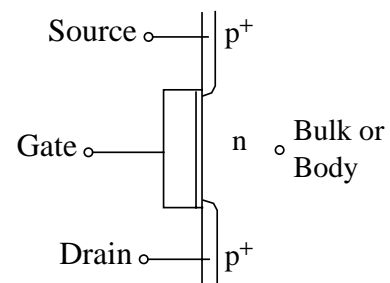 Source
p+
Gate
n
Bulk or
Body
Drain
p+